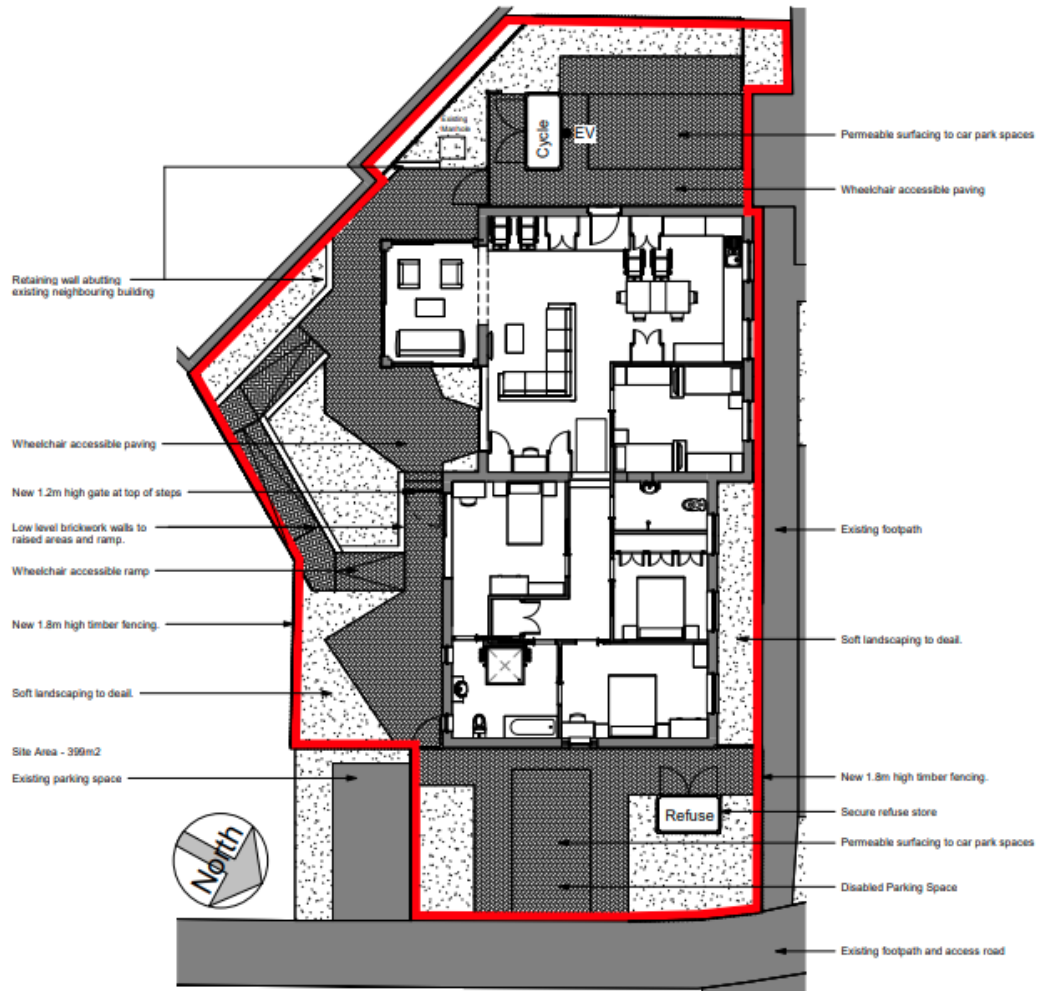 Existing
Manhole
Cycle
EV
Permeable surfacing to car park spaces
Wheelchair accessible paving
Retaining wall abutting
existing neighbouring building
Wheelchair accessible paving
New 1.2m high gate at top of steps
Low level brickwork walls to
raised areas and ramp.
Existing footpath
Wheelchair accessible ramp
New 1.8m high timber fencing.
Soft landscaping to deail.
Soft landscaping to deail.
Site Area - 399m2
Existing parking space
New 1.8m high timber fencing.
Refuse
Secure refuse store
North
Permeable surfacing to car park spaces
Disabled Parking Space
Existing footpath and access road